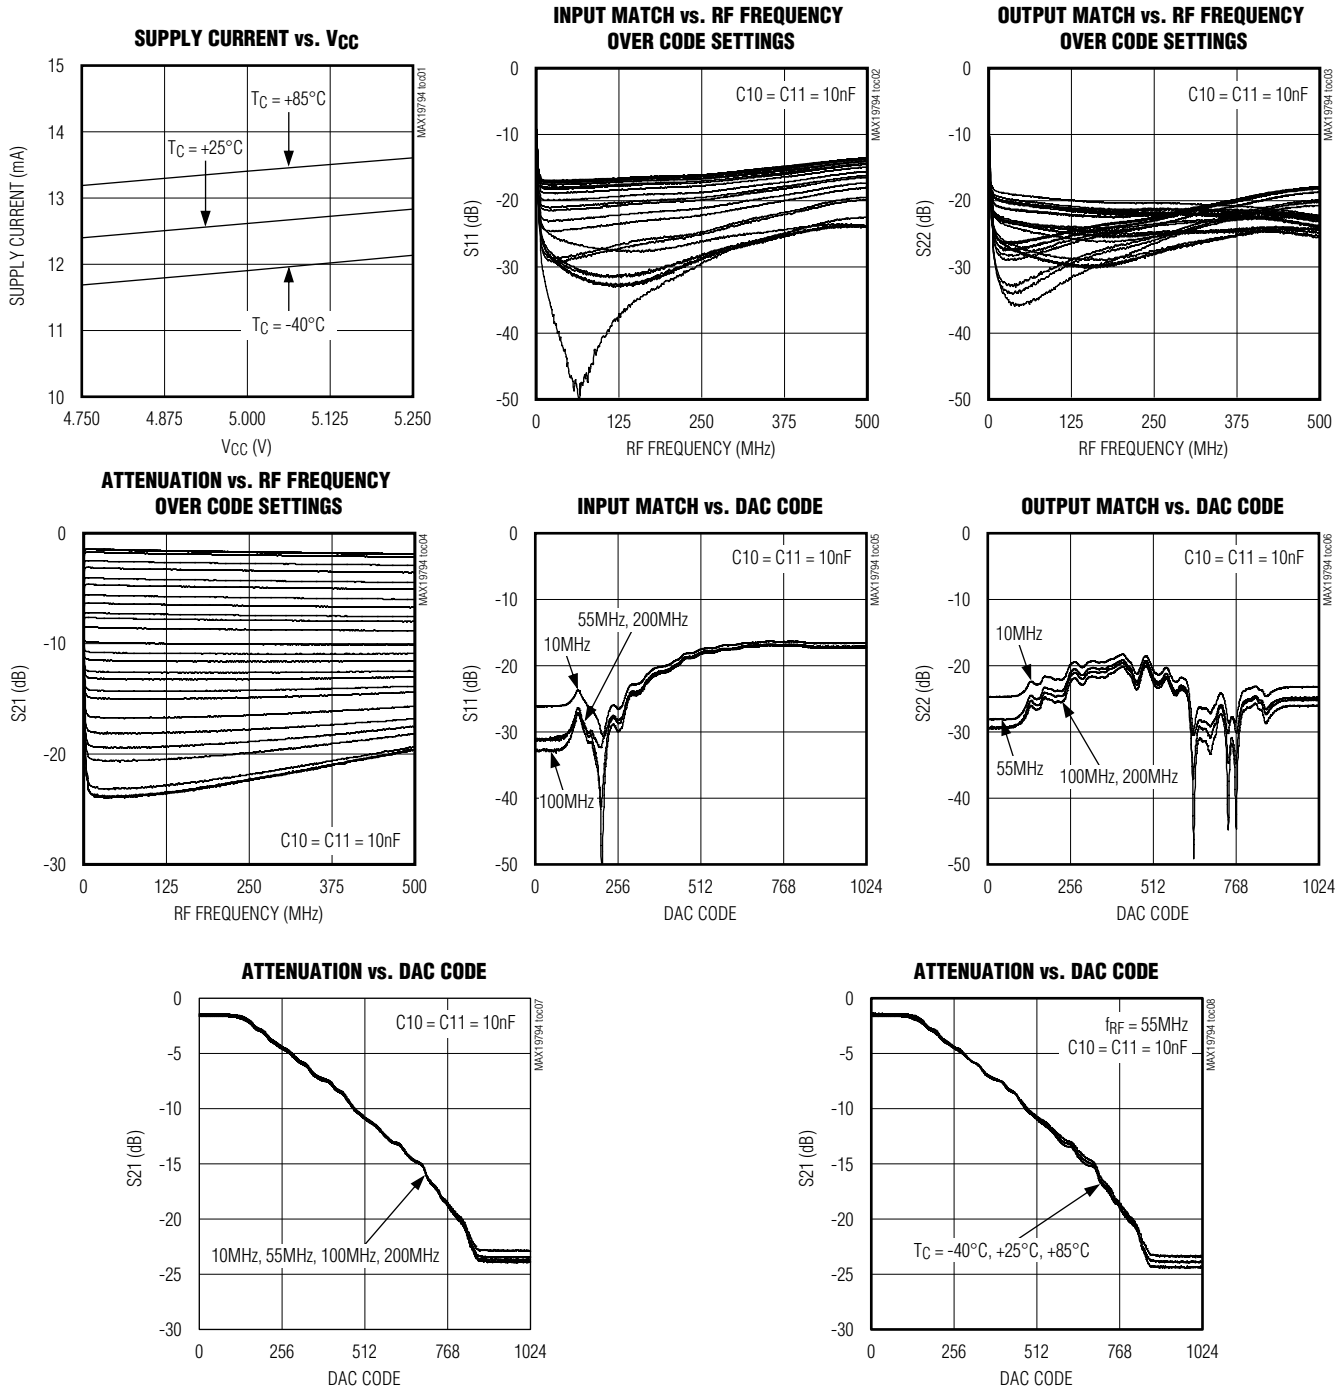 SUPPLY CURRENT vs. VCC
15
14
13
12
11
10
SUPPLY CURRENT (mA)
TC = +85°C
TC = +25°C
TC = -40°C
4.750 4.875 5.000 5.125 5.250
VCC (V)
MAX19794 toc01
INPUT MATCH vs. RF FREQUENCY
OVER CODE SETTINGS
0
-10
-20
-30
-40
-50
S11 (dB)
C10 = C11 = 10nF
0 125 250 375 500
RF FREQUENCY (MHz)
MAX19794 toc02
OUTPUT MATCH vs. RF FREQUENCY
OVER CODE SETTINGS
0
-10
-20
-30
-40
-50
S22 (dB)
C10 = C11 = 10nF
0 125 250 375 500
RF FREQUENCY (MHz)
MAX19794 toc03
ATTENUATION vs. RF FREQUENCY
OVER CODE SETTINGS
0
-10
-20
-30
S21 (dB)
C10 = C11 = 10nF
0 125 250 375 500
RF FREQUENCY (MHz)
MAX19794 toc04
INPUT MATCH vs. DAC CODE
0
-10
-20
-30
-40
-50
S11 (dB)
C10 = C11 = 10nF
55MHz, 200MHz
10MHz
100MHz
0 256 512 768 1024
DAC CODE
MAX19794 toc05
OUTPUT MATCH vs. DAC CODE
0
-10
-20
-30
-40
-50
S22 (dB)
C10 = C11 = 10nF
10MHz
55MHz
100MHz, 200MHz
0 256 512 768 1024
DAC CODE
MAX19794 toc06
ATTENUATION vs. DAC CODE
0
-5
-10
-15
-20
-25
-30
S21 (dB)
C10 = C11 = 10nF
10MHz, 55MHz, 100MHz, 200MHz
0 256 512 768 1024
DAC CODE
MAX19794 toc07
ATTENUATION vs. DAC CODE
0
-5
-10
-15
-20
-25
-30
S21 (dB)
fRF = 55MHz
C10 = C11 = 10nF
TC = -40°C, +25°C, +85°C
0 256 512 768 1024
DAC CODE
MAX19794 toc08